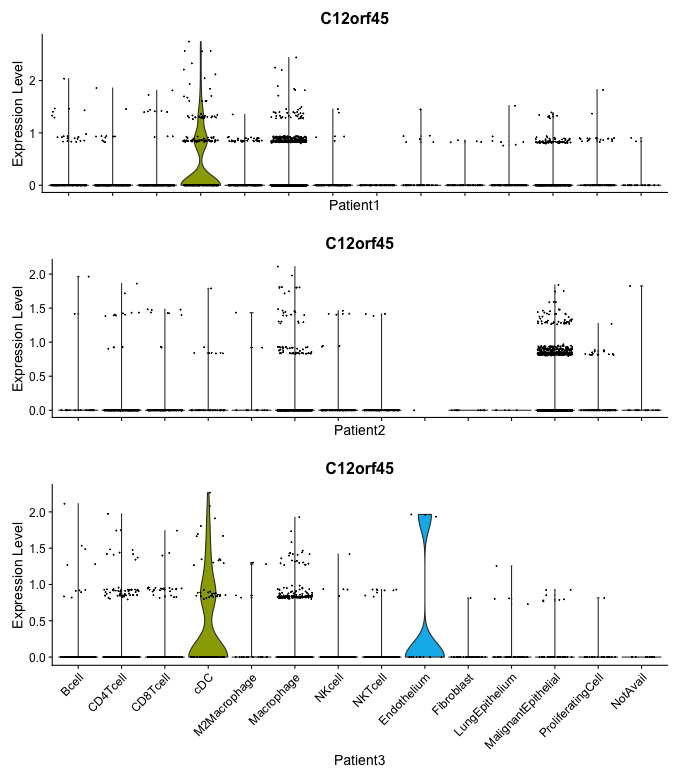 C12orf45
Expression Level
2
1
0
Patient1
C12orf45
Expression Level
2.0
1.5
1.0
0.5
0.0
Patient2
C12orf45
Expression Level
2.0
1.5
1.0
0.5
0.0
Bcell
CD4Tcell
CD8Tcell
cDC
M2Macrophage
Macrophage
NKcell
NKTcell
Endothelium
Fibroblast
LungEpithelium
MalignantEpithelial
ProliferatingCell
NotAvail
Patient3